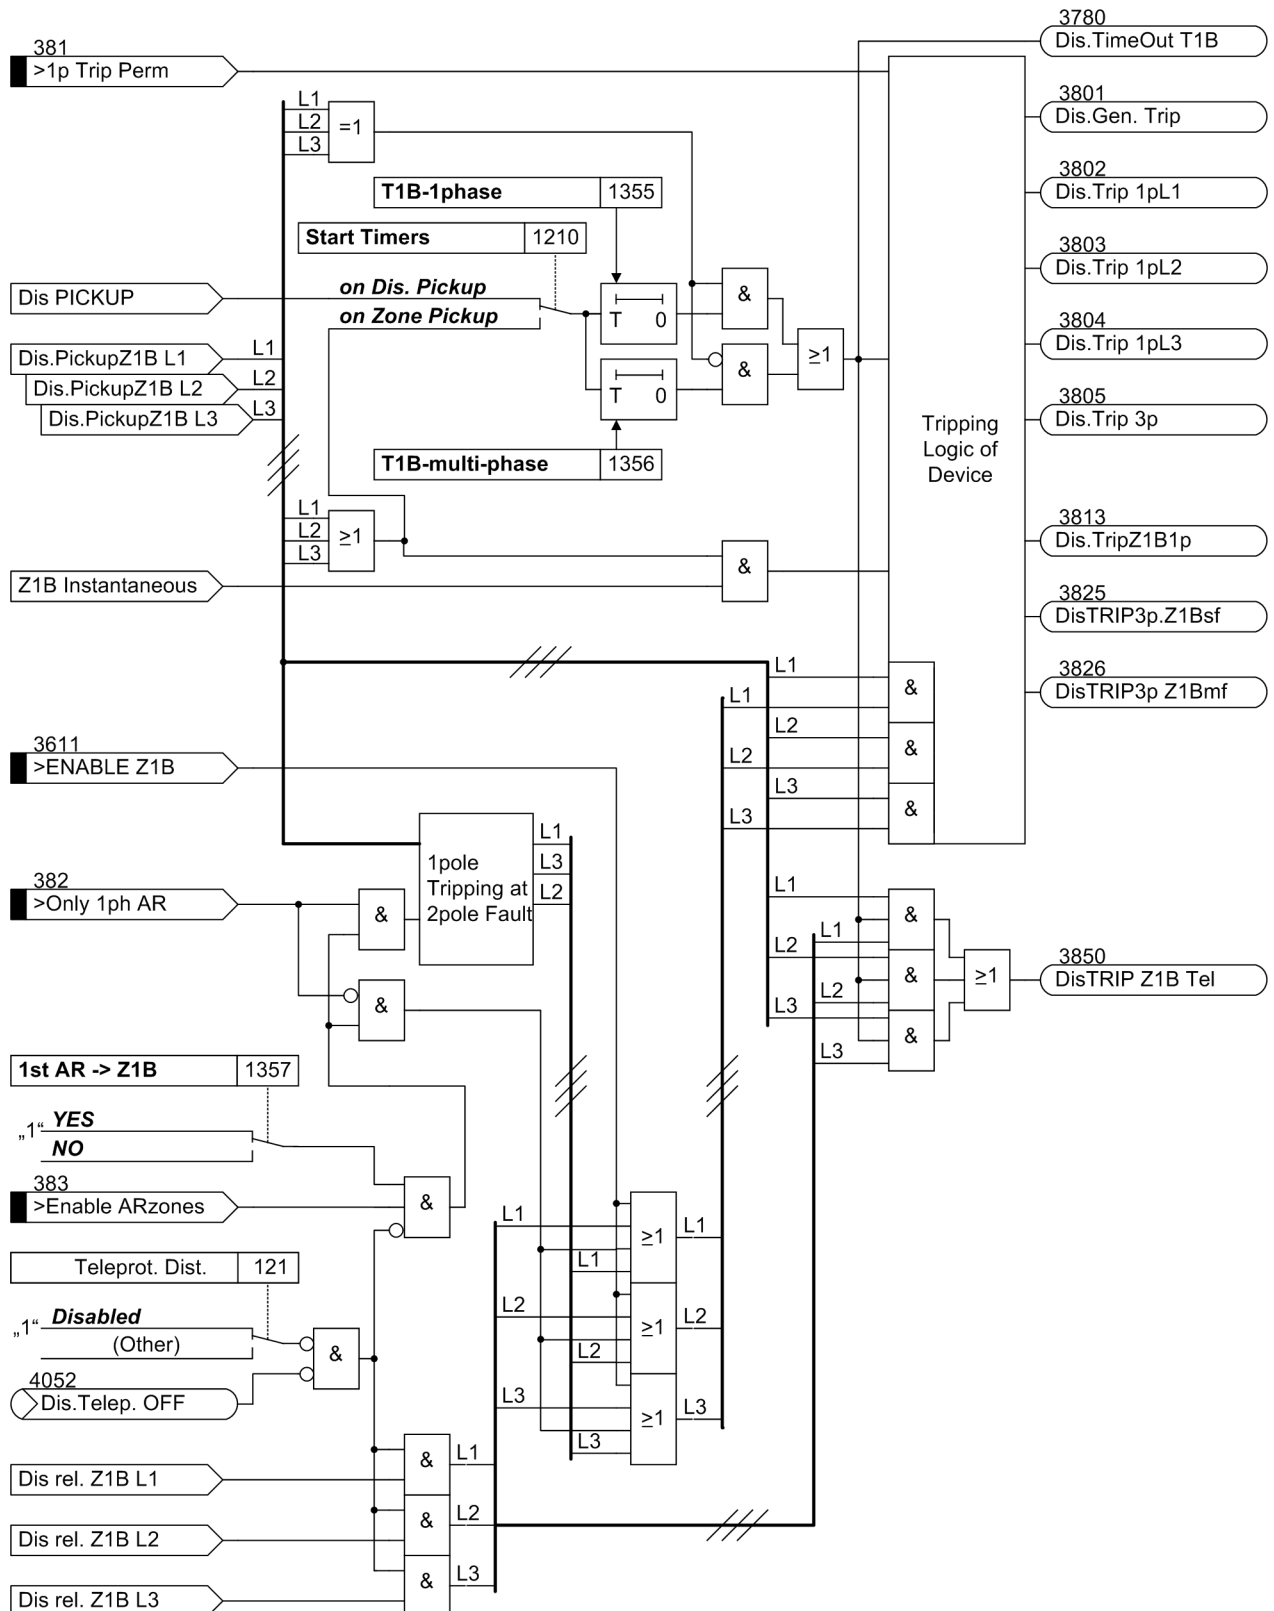 381
>1p Trip Perm
3780
Dis.TimeOut T1B
L1
L2
L3
=1
3801
Dis.Gen. Trip
T1B-1phase 1355
3802
Dis.Trip 1pL1
Start Timers 1210
3803
Dis.Trip 1pL2
Dis PICKUP
on Dis. Pickup
on Zone Pickup
T 0
&
3804
Dis.Trip 1pL3
Dis.PickupZ1B L1
L1
Dis.PickupZ1B L2
L2
Dis.PickupZ1B L3
L3
T 0
&
≥1
3805
Dis.Trip 3p
Tripping
Logic of
Device
T1B-multi-phase 1356
L1
L2
L3
≥1
3813
Dis.TripZ1B1p
Z1B Instantaneous
&
3825
DisTRIP3p.Z1Bsf
3826
DisTRIP3p Z1Bmf
L1
L1
&
L2
L2
&
L3
L3
&
3611
>ENABLE Z1B
1pole
Tripping at
2pole Fault
L1
L3
L2
382
>Only 1ph AR
&
&
L1
L1
&
L2
L2
&
L3
L3
&
≥1
3850
DisTRIP Z1B Tel
1st AR -> Z1B 1357
„1“
YES
NO
383
>Enable ARzones
&
Teleprot. Dist. 121
„1“
Disabled
(Other)
&
4052
Dis.Telep. OFF
L1
L1
≥1
L1
L2
L2
≥1
L2
L3
L3
≥1
L3
Dis rel. Z1B L1
&
L1
Dis rel. Z1B L2
&
L2
Dis rel. Z1B L3
&
L3